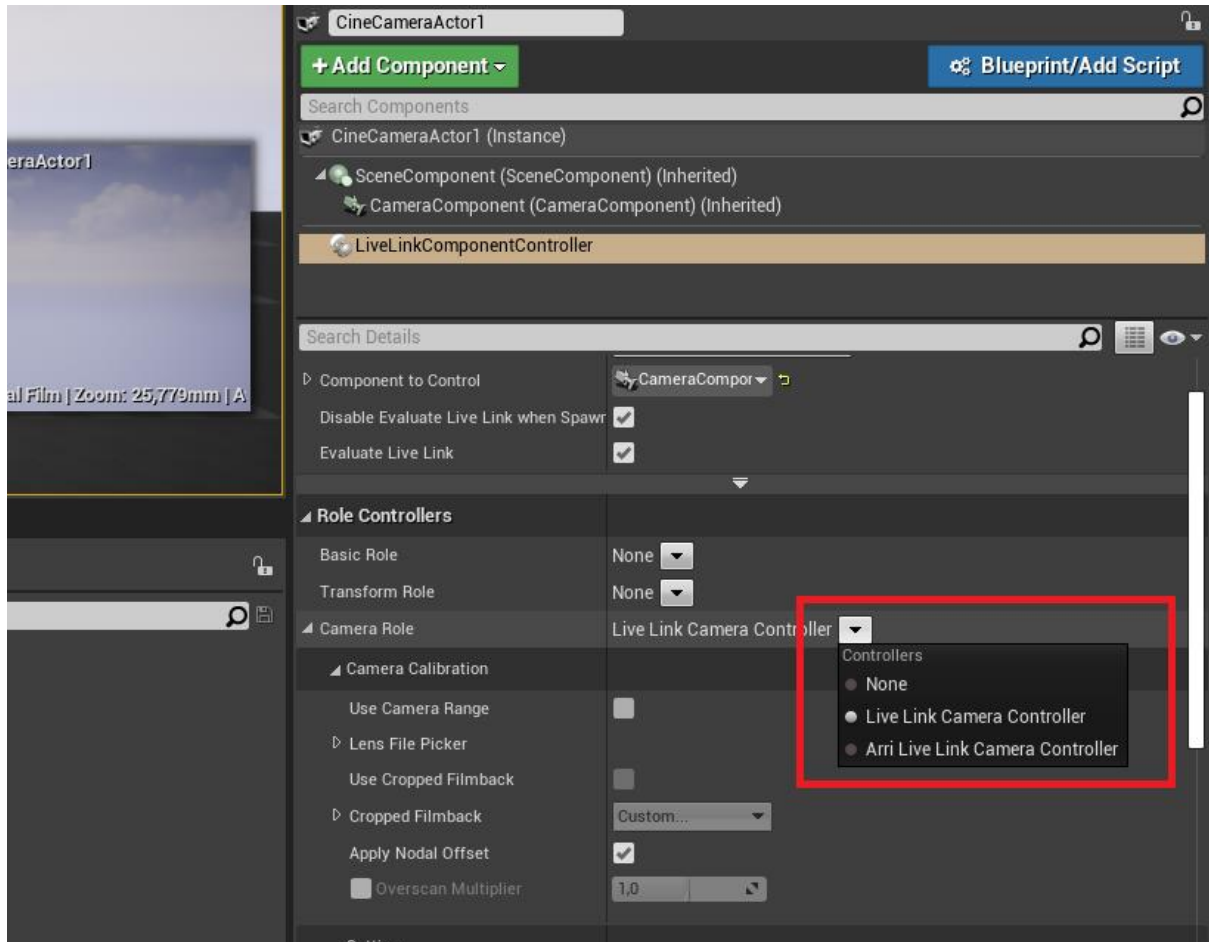 CineCameraActor1
+ Add Component
Blueprint/Add Script
Search Components
CineCameraActor1 (Instance)
eraActor1
SceneComponent (SceneComponent) (Inherited)
CameraComponent (CameraComponent) (Inherited)
LiveLinkComponentController
Search Details
Component to Control CameraCompor
al Film | Zoom: 25,779mm | A
Disable Evaluate Live Link when Spawr
Evaluate Live Link
Role Controllers
Basic Role None
Transform Role None
Camera Role Live Link Camera Controller
Controllers
None
Live Link Camera Controller
Arri Live Link Camera Controller
Camera Calibration
Use Camera Range
Lens File Picker
Use Cropped Filmback
Cropped Filmback Custom...
Apply Nodal Offset
Overscan Multiplier 1,0